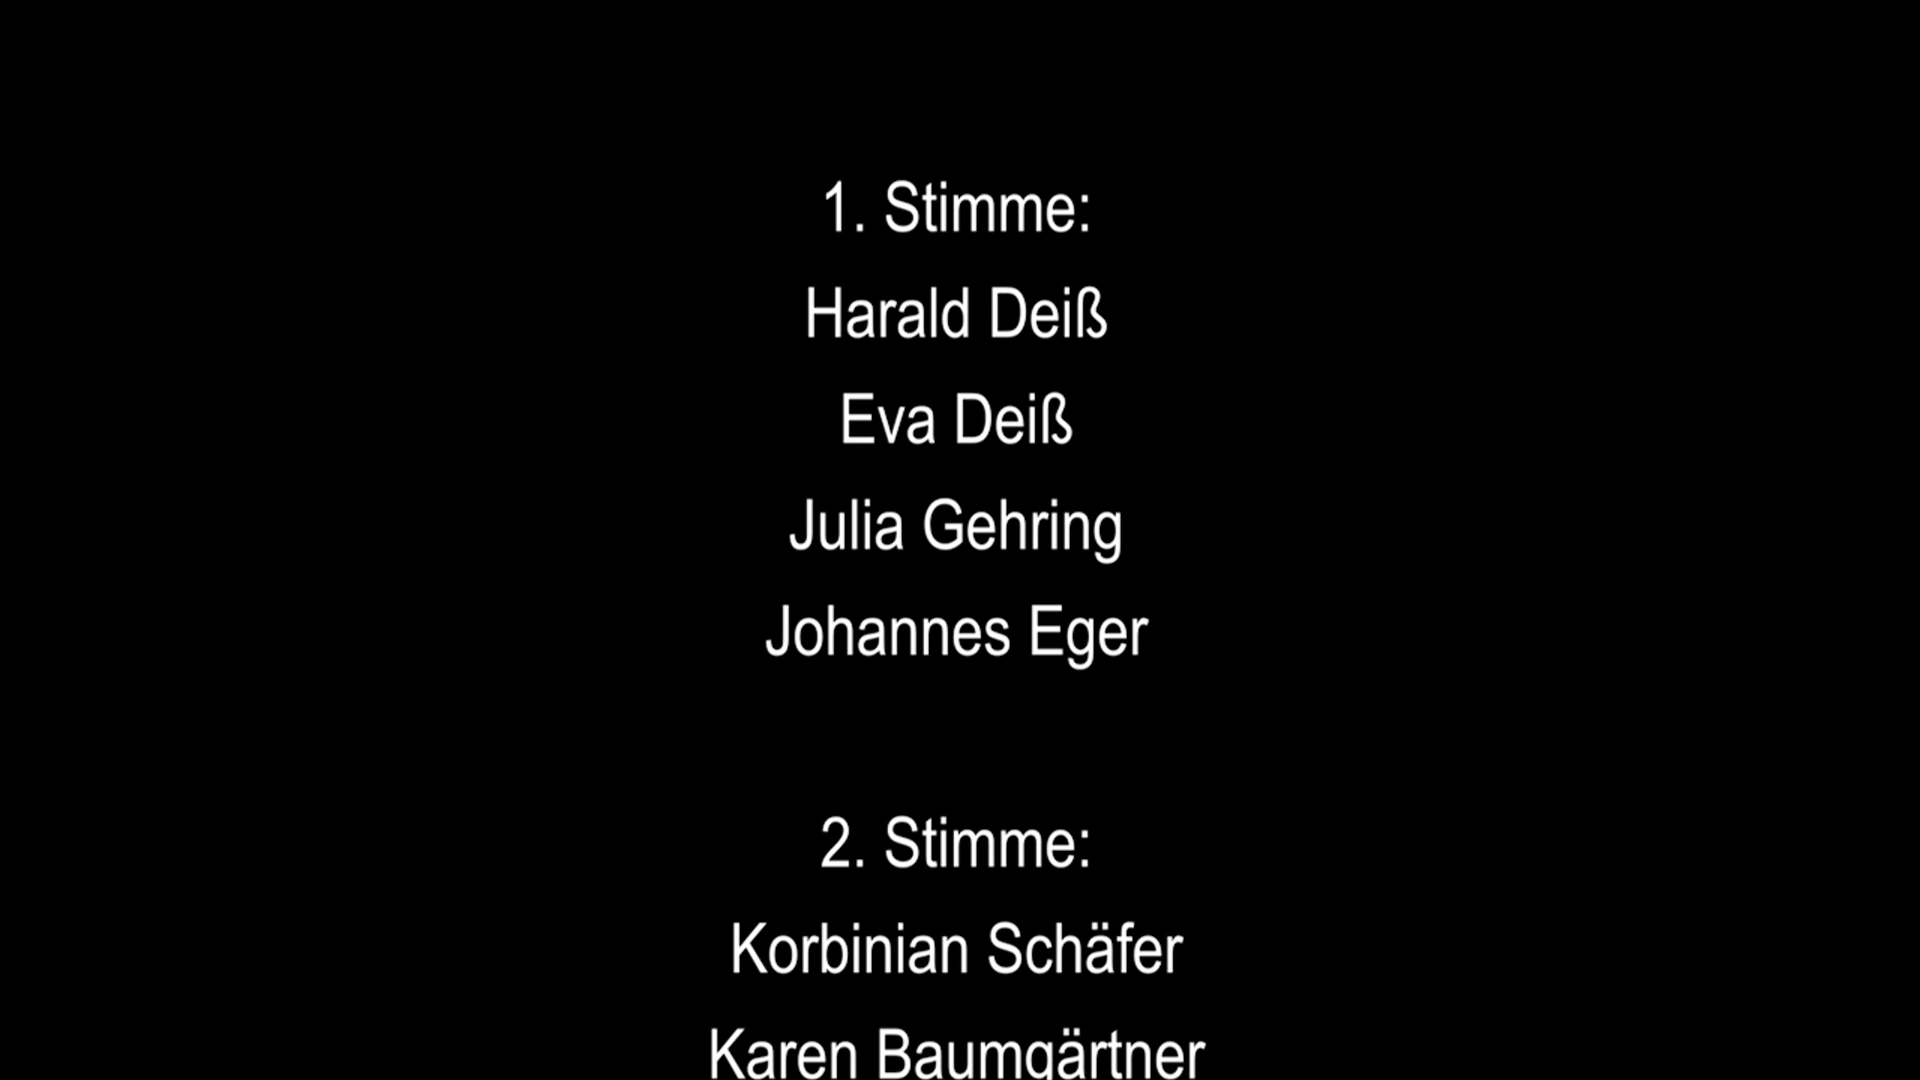 1. Stimme:
Harald Deiß
Eva Deiß
Julia Gehring
Johannes Eger
2. Stimme:
Korbinian Schäfer
Karen Baumgärtner